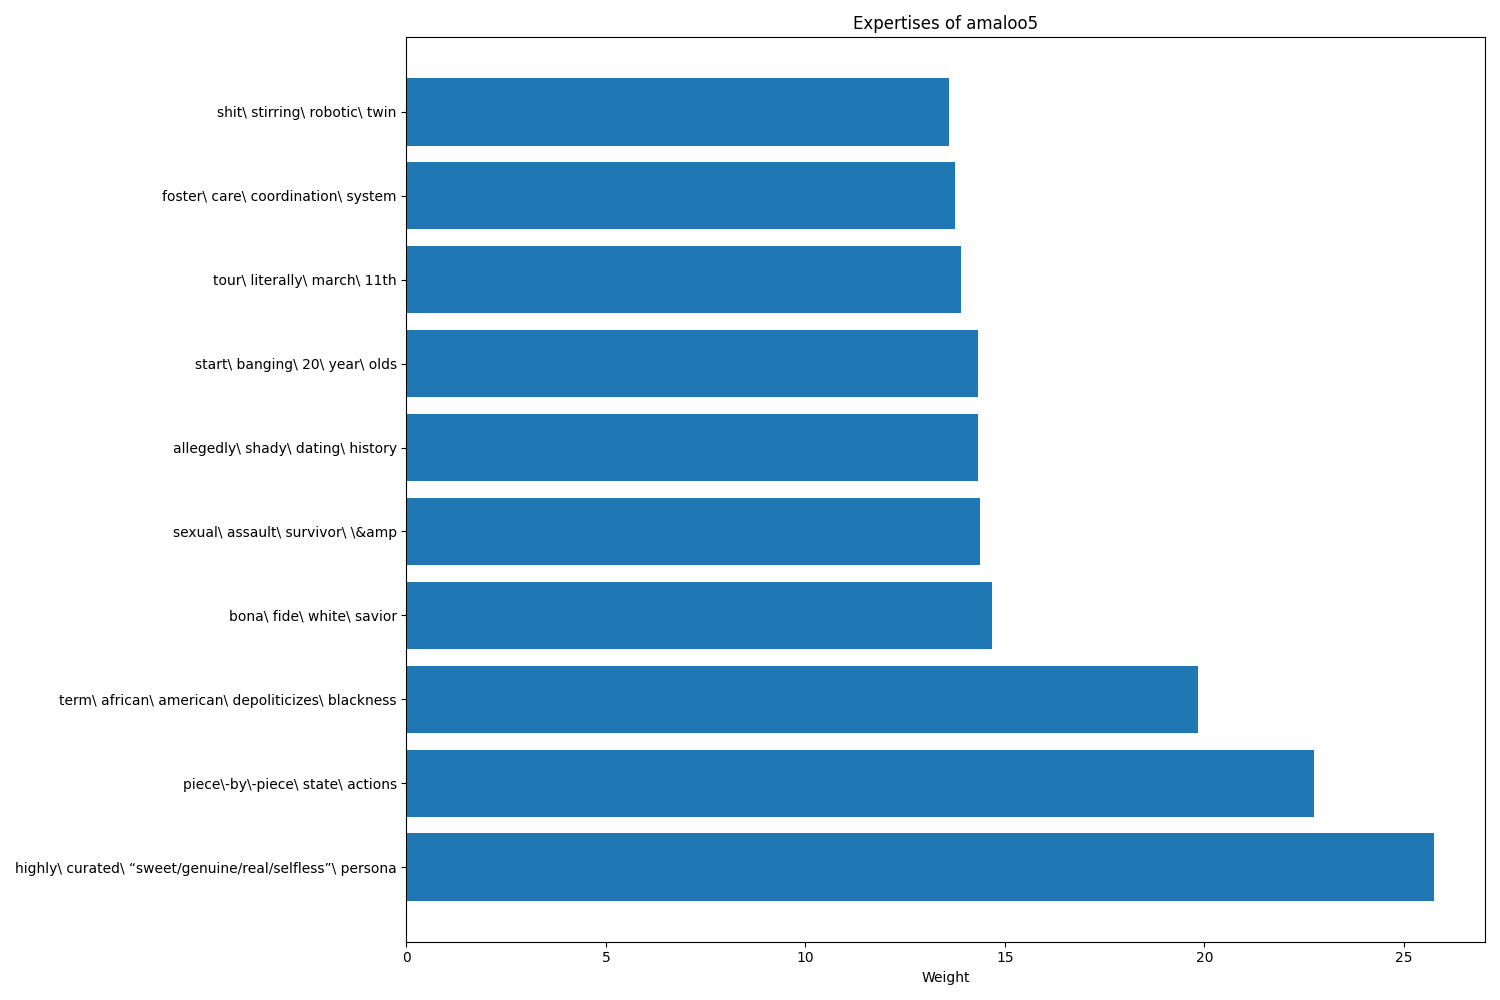 Expertises of amaloo5
shit\ stirring\ robotic\ twin
foster\ care\ coordination\ system
tour\ literally\ march\ 11th
start\ banging\ 20\ year\ olds
allegedly\ shady\ dating\ history
sexual\ assault\ survivor\ \&amp
bona\ fide\ white\ savior
term\ african\ american\ depoliticizes\ blackness
piece\-by\-piece\ state\ actions
highly\ curated\ “sweet/genuine/real/selfless”\ persona
0 5 10 15 20 25
Weight